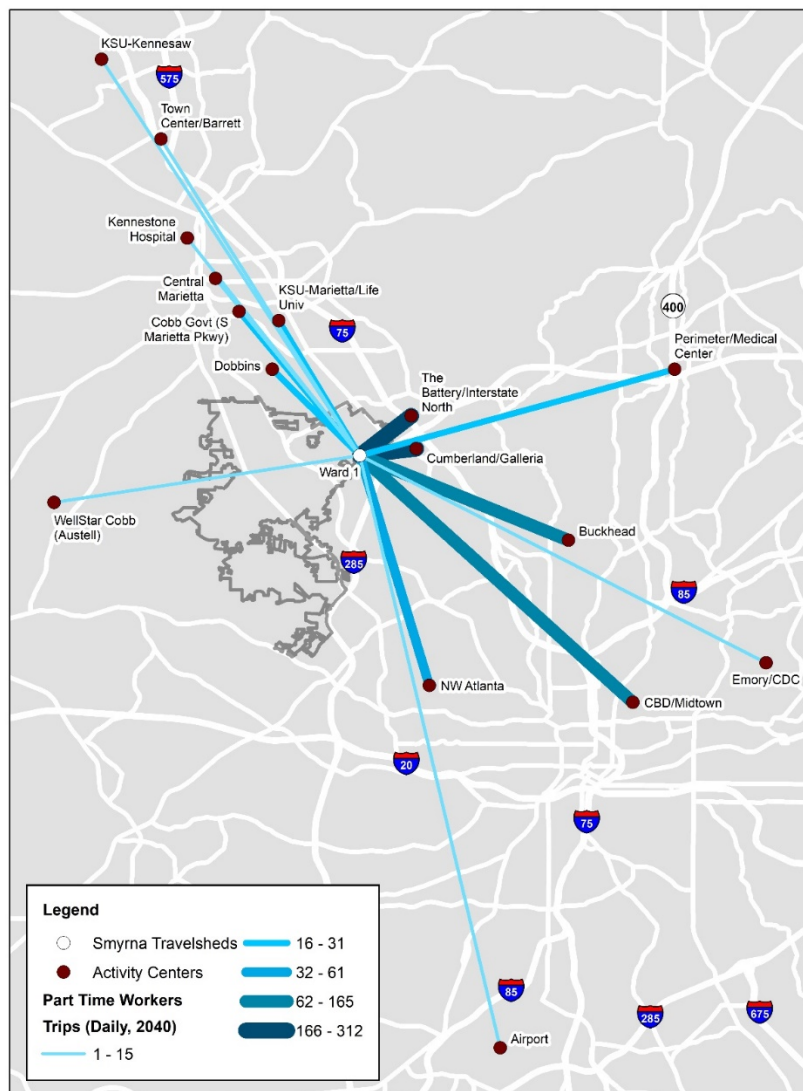 KSU-Kennesaw
575
Town
Center/Barrett
Kennestone
Hospital
Central
Marietta
KSU-Marietta/Life
Univ
Cobb Govt (S
Marietta Pkwy)
75
400
Perimeter/Medical
Center
Dobbins
The
Battery/Interstate
North
Cumberland/Galleria
Ward 1
WellStar Cobb
(Austell)
Buckhead
285
85
Emory/CDC
NW Atlanta
CBD/Midtown
20
75
Legend
Smyrna Travelsheds
Activity Centers
Part Time Workers
Trips (Daily, 2040)
1 - 15
16 - 31
32 - 61
62 - 165
166 - 312
85
285
675
Airport